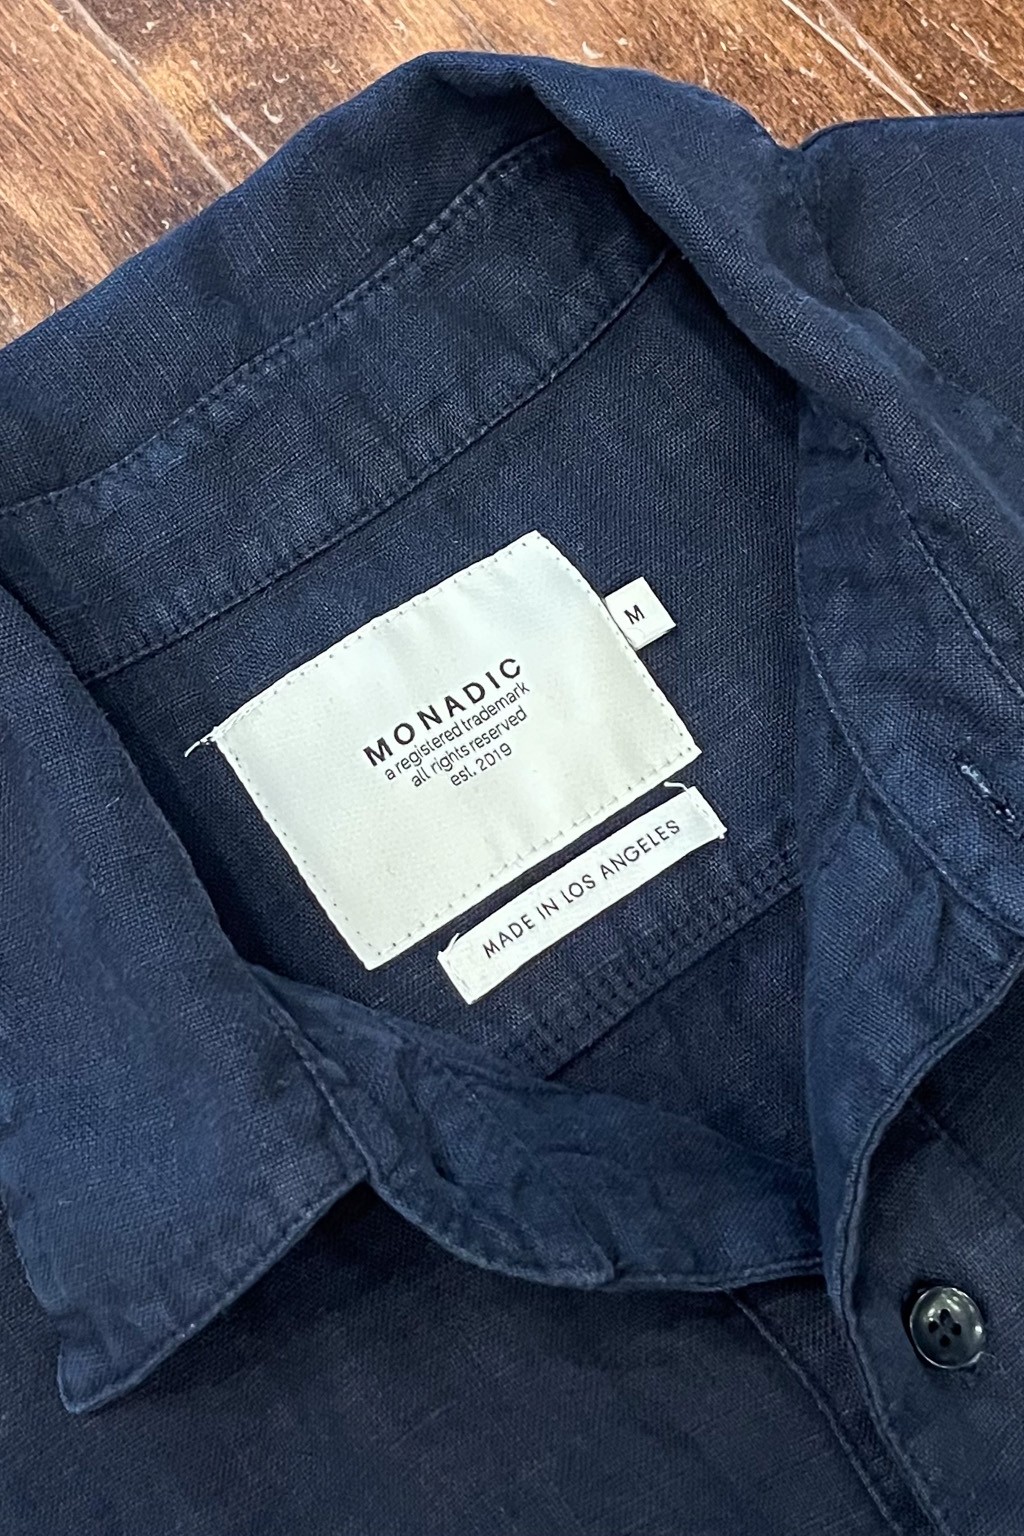 MONADIC
a registered trademark
all rights reserved
est. 2019
M
MADE IN LOS ANGELES